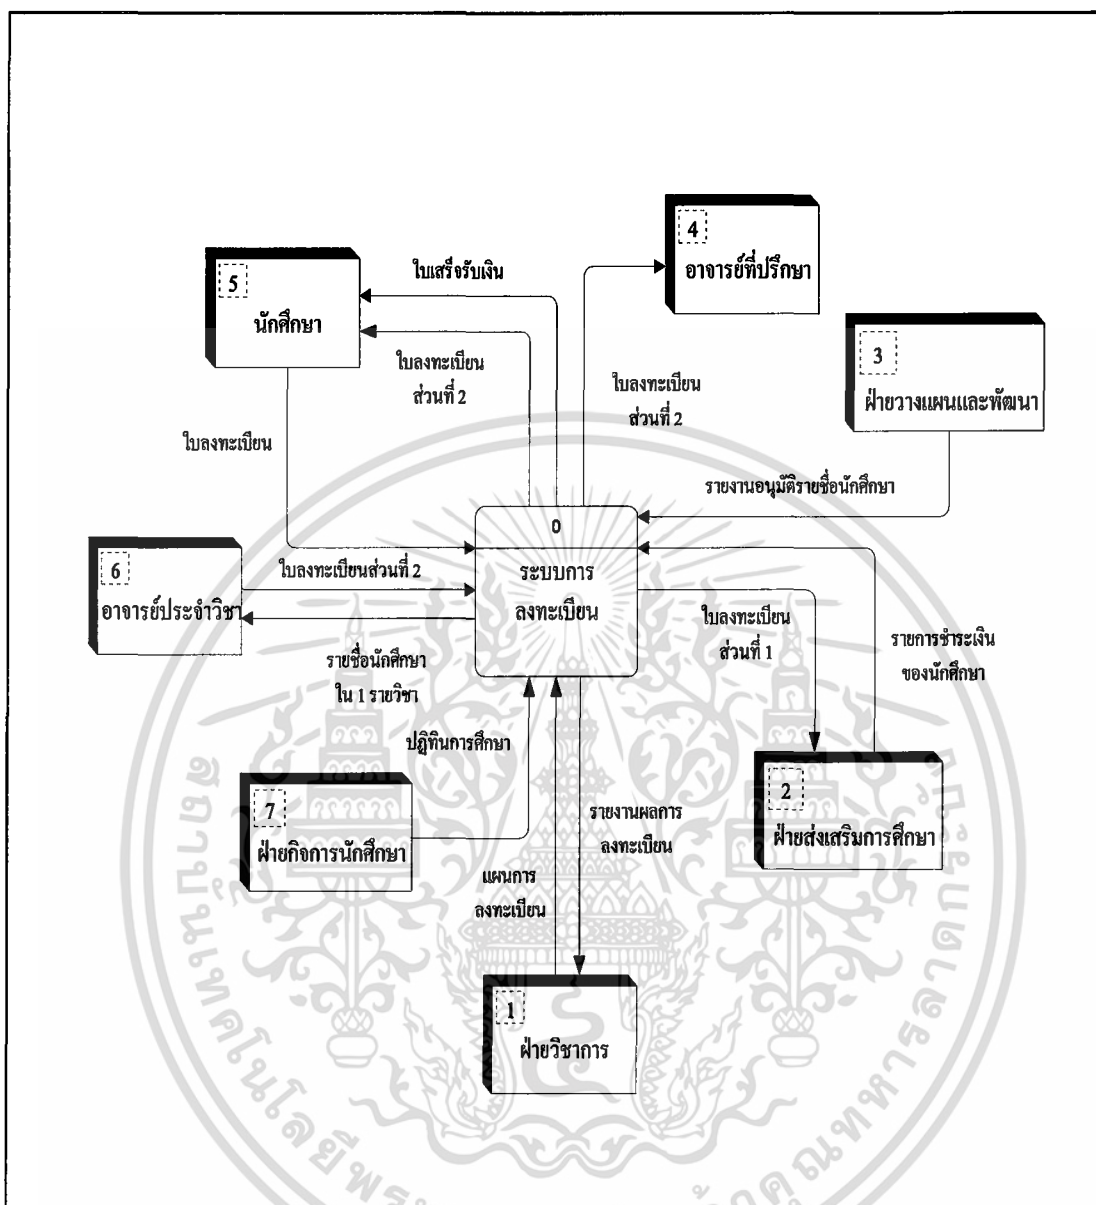 4
อาจารย์ที่ปรึกษา
5
นักศึกษา
ใบเสร็จรับเงิน
3
ฝ่ายวางแผนและพัฒนา
ใบลงทะเบียน
ส่วนที่ 2
ใบลงทะเบียน
ส่วนที่ 2
ใบลงทะเบียน
รายงานอนุมัติรายชื่อนักศึกษา
0
ระบบการ
ลงทะเบียน
6
อาจารย์ประจำวิชา
ใบลงทะเบียนส่วนที่ 2
รายชื่อนักศึกษา
ใน 1 รายวิชา
ใบลงทะเบียน
ส่วนที่ 1
รายการชำระเงิน
ของนักศึกษา
ปฏิทินการศึกษา
7
ฝ่ายกิจการนักศึกษา
2
ฝ่ายส่งเสริมการศึกษา
รายงานผลการ
ลงทะเบียน
แผนการ
ลงทะเบียน
1
ฝ่ายวิชาการ